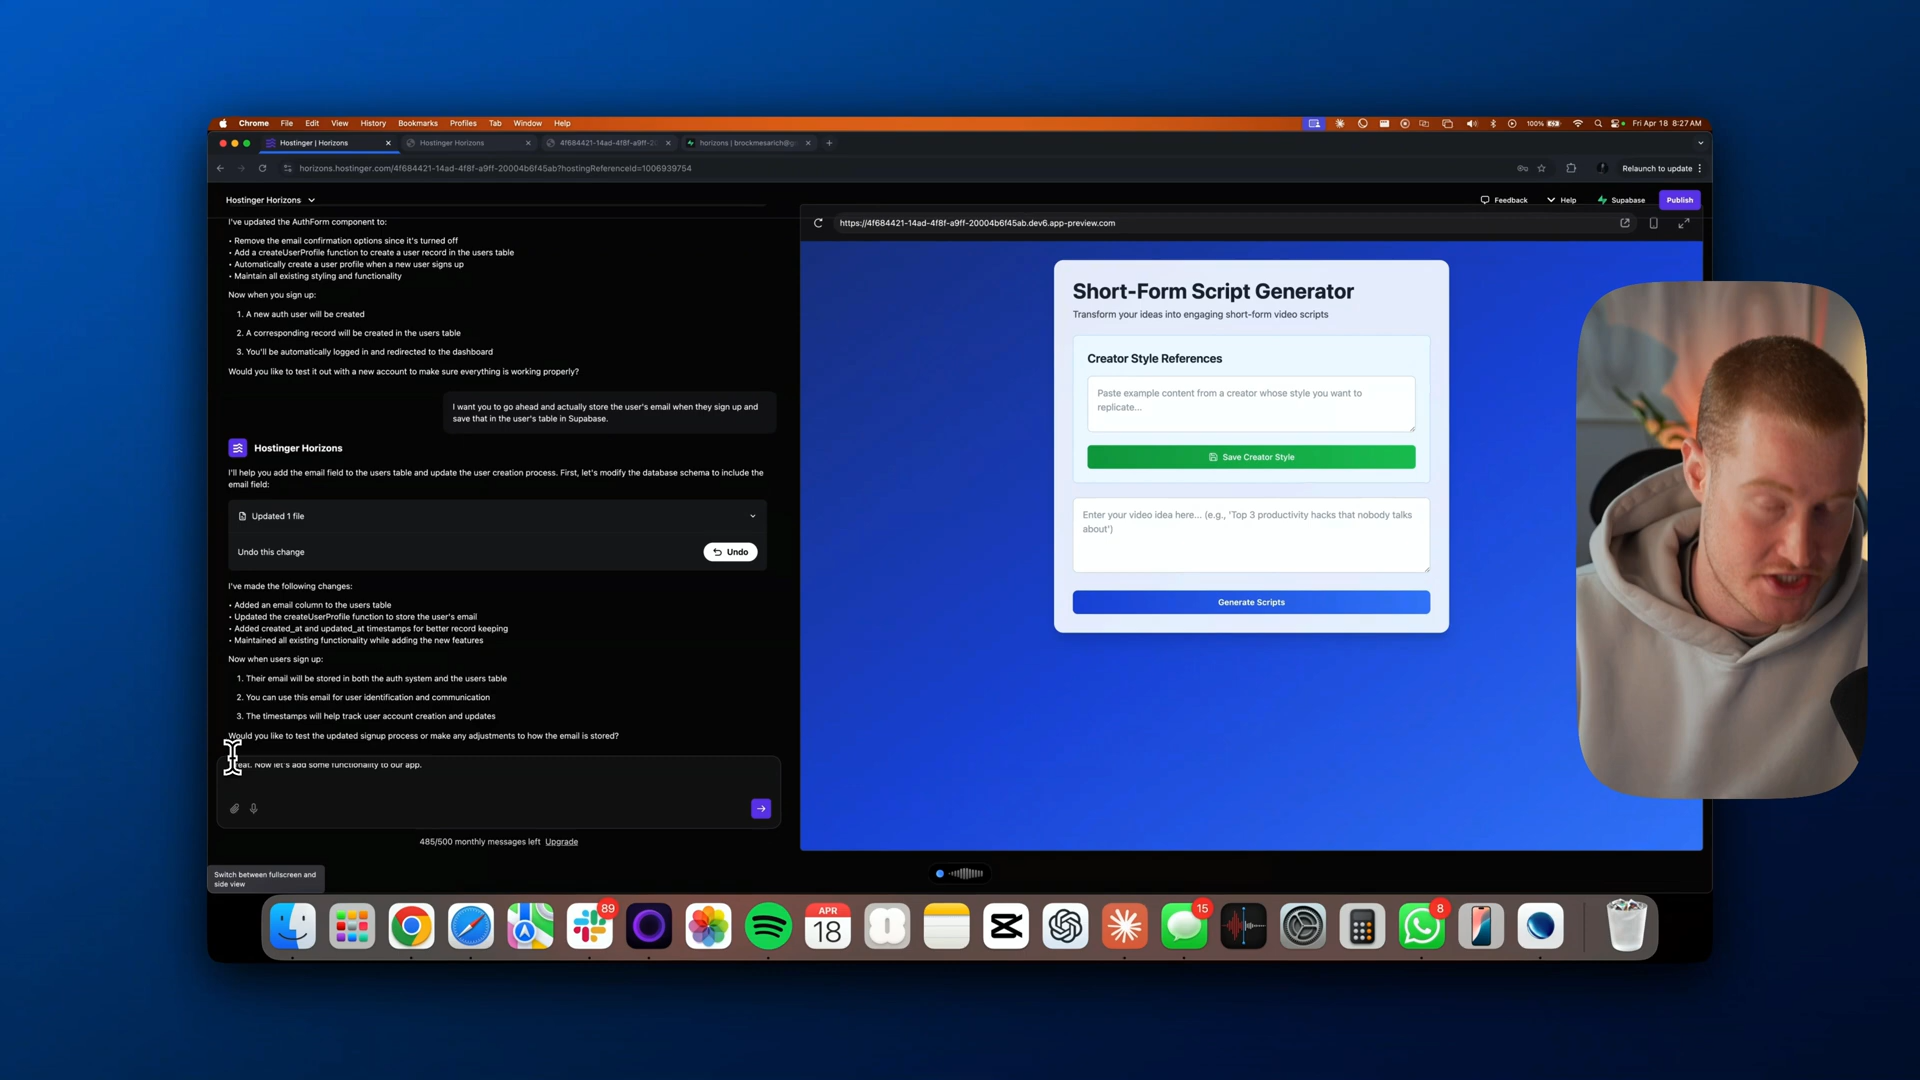 Chrome File Edit View History Bookmarks Profiles Tab Window Help
100% Fri Apr 18 8:27 AM
Hostinger | Horizons
Hostinger Horizons
4f684421-14ad-4f8f-a9ff-2
horizons | brockmesarich@
horizons.hostinger.com/4f684421-14ad-4f8f-a9ff-20004b6f45ab?hostingReferenceId=1006939754
Relaunch to update
Hostinger Horizons
Feedback
Help
Supabase
Publish
I've updated the AuthForm component to:
• Remove the email confirmation options since it's turned off
• Add a createUserProfile function to create a user record in the users table
• Automatically create a user profile when a new user signs up
• Maintain all existing styling and functionality
Now when you sign up:
1. A new auth user will be created
2. A corresponding record will be created in the users table
3. You'll be automatically logged in and redirected to the dashboard
Would you like to test it out with a new account to make sure everything is working properly?
I want you to go ahead and actually store the user's email when they sign up and
save that in the user's table in Supabase.
Hostinger Horizons
I'll help you add the email field to the users table and update the user creation process. First, let's modify the database schema to include the
email field:
Updated 1 file
Undo this change
Undo
I've made the following changes:
• Added an email column to the users table
• Updated the createUserProfile function to store the user's email
• Added created_at and updated_at timestamps for better record keeping
• Maintained all existing functionality while adding the new features
Now when users sign up:
1. Their email will be stored in both the auth system and the users table
2. You can use this email for user identification and communication
3. The timestamps will help track user account creation and updates
Would you like to test the updated signup process or make any adjustments to how the email is stored?
Now let's add some functionality to our app.
485/500 monthly messages left Upgrade
Switch between fullscreen and
side view
https://4f684421-14ad-4f8f-a9ff-20004b6f45ab.dev6.app-preview.com
Short-Form Script Generator
Transform your ideas into engaging short-form video scripts
Creator Style References
Paste example content from a creator whose style you want to
replicate...
Save Creator Style
Enter your video idea here... (e.g., 'Top 3 productivity hacks that nobody talks
about')
Generate Scripts
89
APR
18
15
8